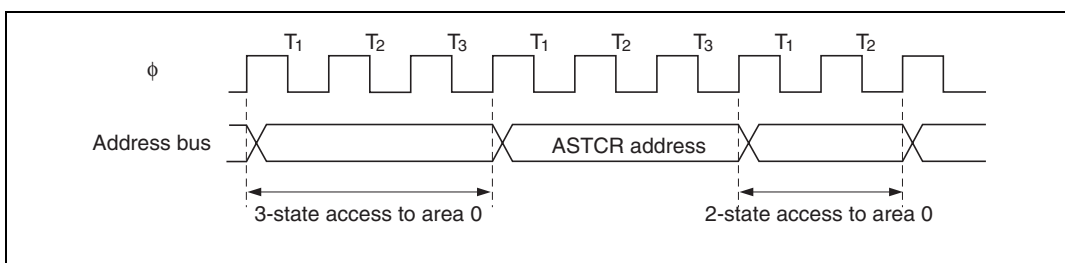 T1 T2 T3 T1 T2 T3 T1 T2
ϕ
Address bus
ASTCR address
3-state access to area 0
2-state access to area 0